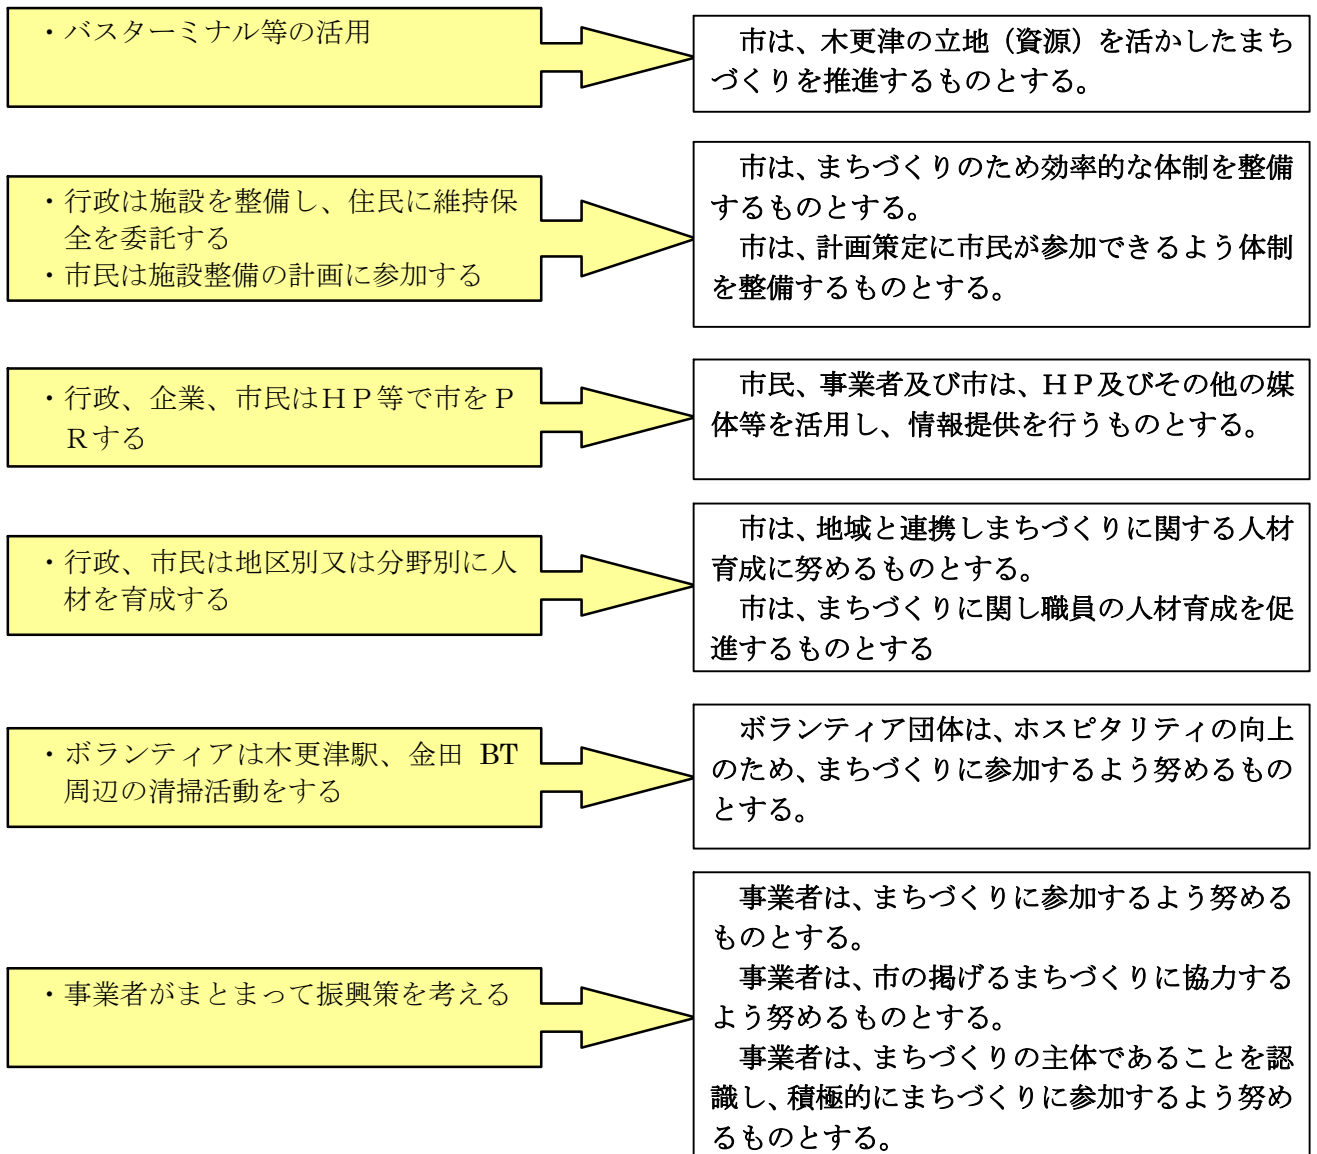 ・バスターミナル等の活用
市は、木更津の立地（資源）を活かしたまち
づくりを推進するものとする。
・行政は施設を整備し、住民に維持保
全を委託する
・市民は施設整備の計画に参加する
市は、まちづくりのため効率的な体制を整備
するものとする。
市は、計画策定に市民が参加できるよう体制
を整備するものとする。
・行政、企業、市民はＨＰ等で市をＰ
Ｒする
市民、事業者及び市は、ＨＰ及びその他の媒
体等を活用し、情報提供を行うものとする。
・行政、市民は地区別又は分野別に人
材を育成する
市は、地域と連携しまちづくりに関する人材
育成に努めるものとする。
市は、まちづくりに関し職員の人材育成を促
進するものとする
・ボランティアは木更津駅、金田 BT
周辺の清掃活動をする
ボランティア団体は、ホスピタリティの向上
のため、まちづくりに参加するよう努めるもの
とする。
・事業者がまとまって振興策を考える
事業者は、まちづくりに参加するよう努める
ものとする。
事業者は、市の掲げるまちづくりに協力する
よう努めるものとする。
事業者は、まちづくりの主体であることを認
識し、積極的にまちづくりに参加するよう努め
るものとする。